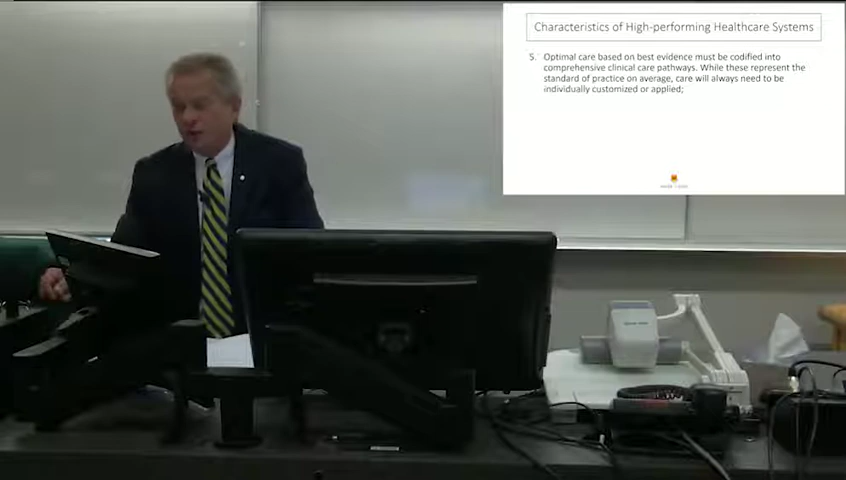 Characteristics of High-performing Healthcare Systems
5. Optimal care based on best evidence must be codified into
comprehensive clinical care pathways. While these represent the
standard of practice on average, care will always need to be
individually customized or applied;